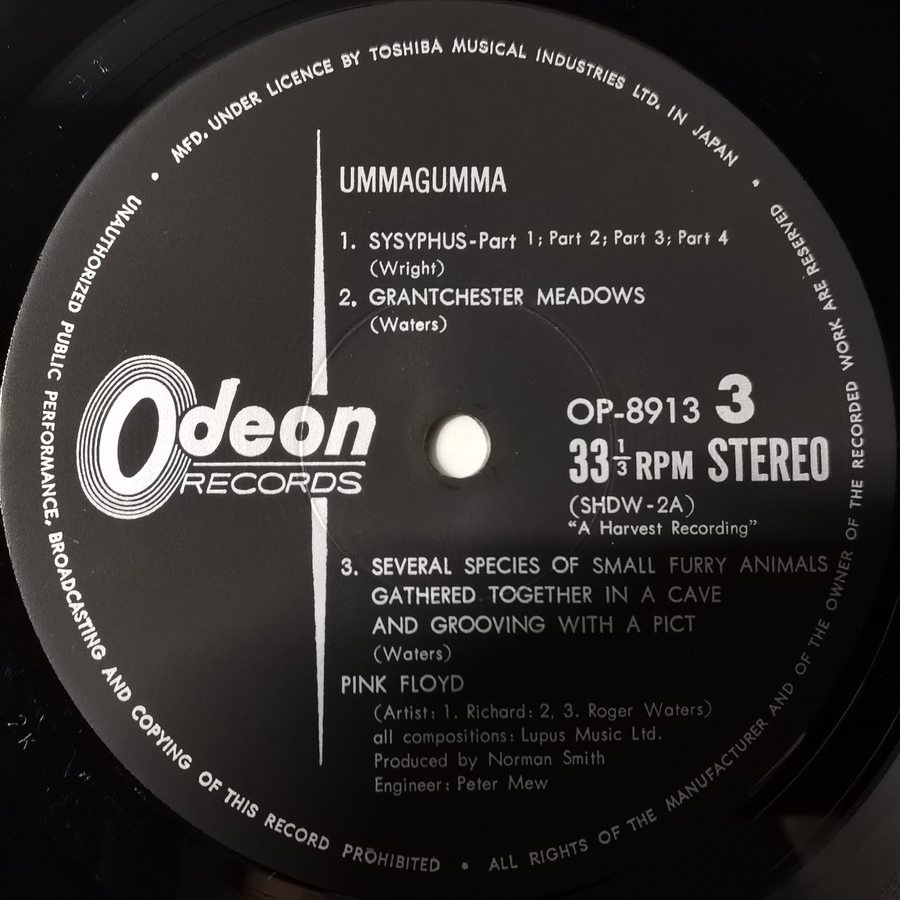 MFD. UNDER LICENCE BY TOSHIBA MUSICAL INDUSTRIES LTD. IN JAPAN
UMMAGUMMA
1. SYSYPHUS-Part 1; Part 2; Part 3; Part 4
(Wright)
2. GRANTCHESTER MEADOWS
(Waters)
Odeon
RECORDS
OP-8913 3
33 1/3 RPM STEREO
(SHDW-2A)
"A Harvest Recording"
3. SEVERAL SPECIES OF SMALL FURRY ANIMALS
GATHERED TOGETHER IN A CAVE
AND GROOVING WITH A PICT
(Waters)
PINK FLOYD
(Artist: 1. Richard: 2, 3. Roger Waters)
all compositions: Lupus Music Ltd.
Produced by Norman Smith
Engineer: Peter Mew
UNAUTHORIZED PUBLIC PERFORMANCE, BROADCASTING AND COPYING OF THIS RECORD PROHIBITED • ALL RIGHTS OF THE MANUFACTURER AND OF THE OWNER OF THE RECORDED WORK ARE RESERVED
2K